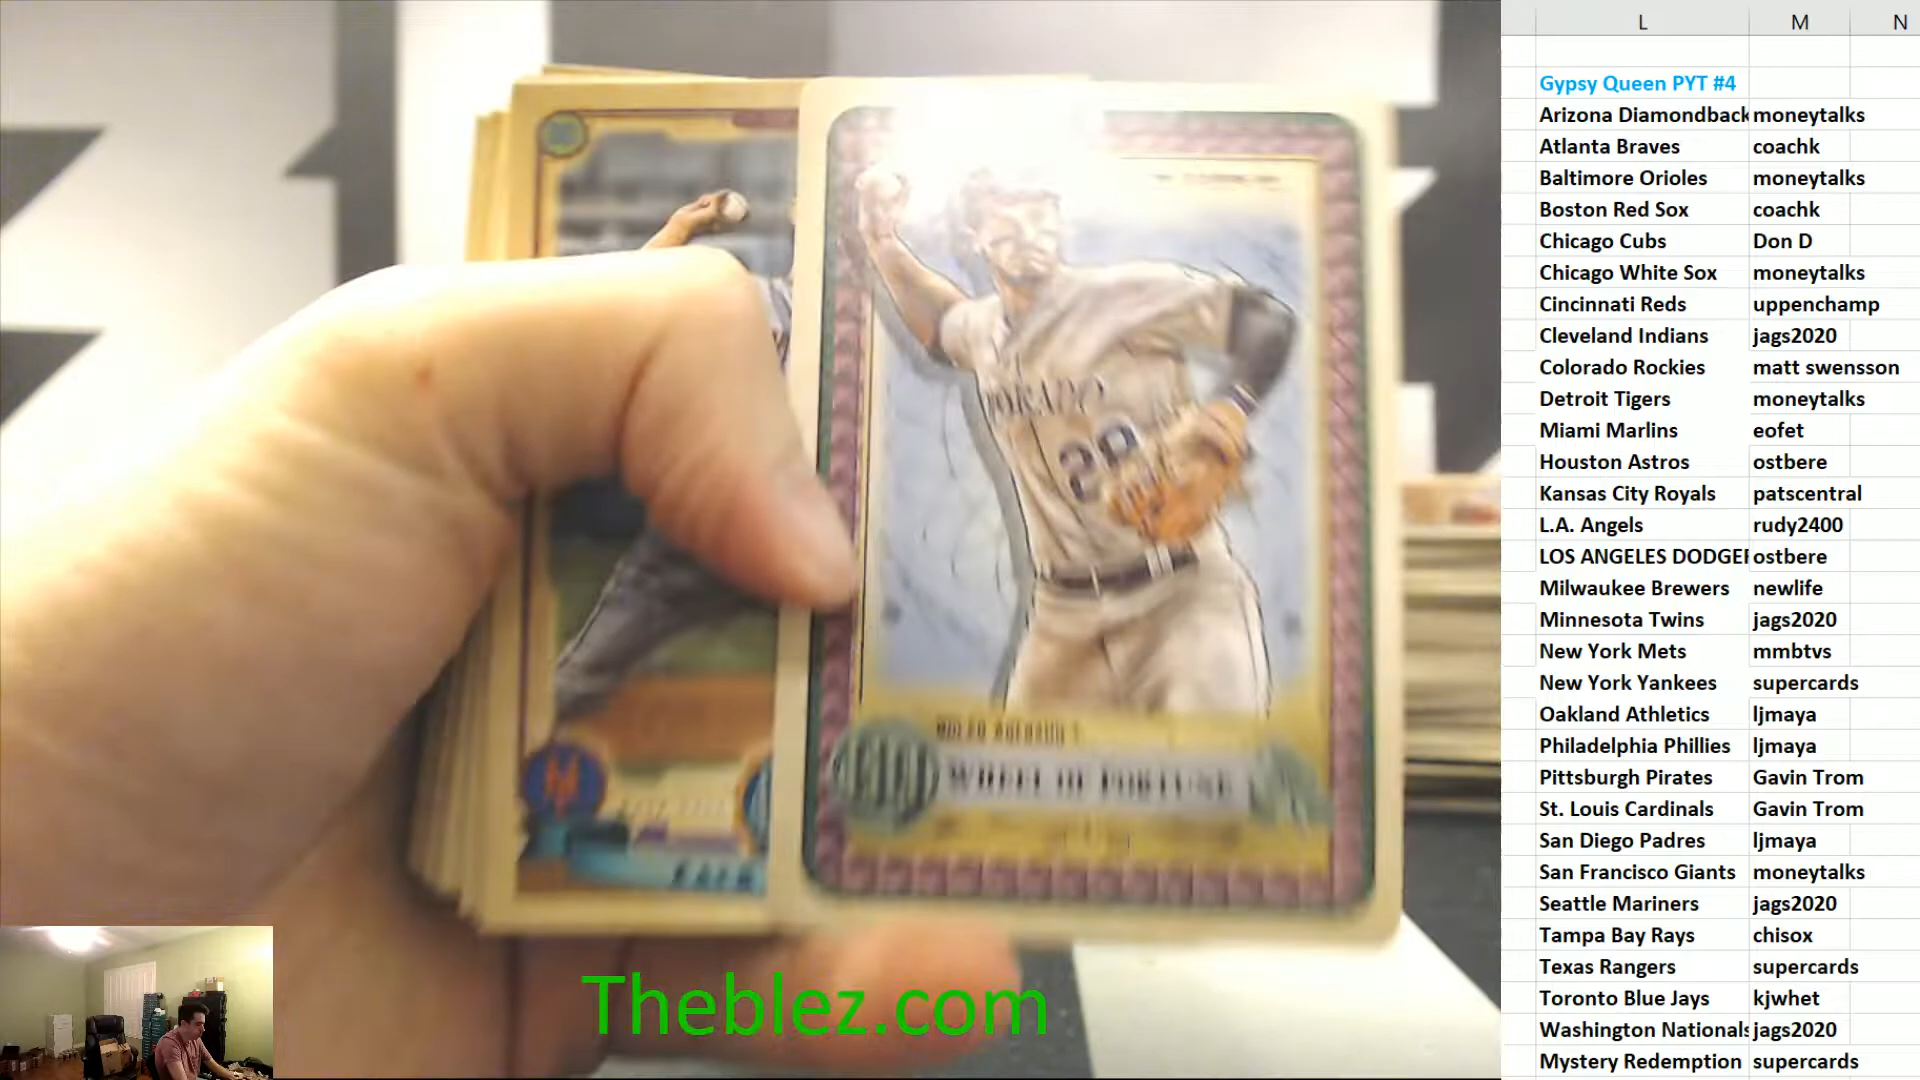 L M N
Gypsy Queen PYT #4
Arizona Diamondback moneytalks
Atlanta Braves coachk
Baltimore Orioles moneytalks
Boston Red Sox coachk
Chicago Cubs Don D
Chicago White Sox moneytalks
Cincinnati Reds uppenchamp
Cleveland Indians jags2020
Colorado Rockies matt swensson
Detroit Tigers moneytalks
Miami Marlins eofet
Houston Astros ostbere
Kansas City Royals patscentral
L.A. Angels rudy2400
LOS ANGELES DODGER ostbere
Milwaukee Brewers newlife
Minnesota Twins jags2020
New York Mets mmbtvs
New York Yankees supercards
Oakland Athletics ljmaya
Philadelphia Phillies ljmaya
Pittsburgh Pirates Gavin Trom
St. Louis Cardinals Gavin Trom
San Diego Padres ljmaya
San Francisco Giants moneytalks
Seattle Mariners jags2020
Tampa Bay Rays chisox
Texas Rangers supercards
Toronto Blue Jays kjwhet
Washington Nationals jags2020
Mystery Redemption supercards
28
WHEEL OF FORTUNE
Theblez.com